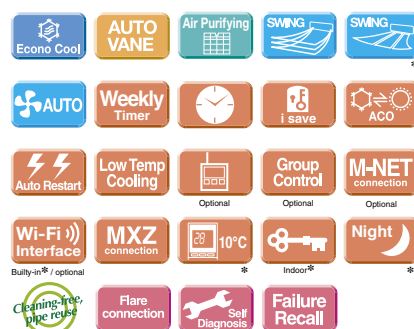 Econo Cool
AUTO
VANE
Air Purifying
SWING
SWING
*
AUTO
Weekly
Timer
i save
ACO
Auto Restart
Low Temp
Cooling
Optional
Group
Control
Optional
M-NET
connection
Optional
Wi-Fi
Interface
Builty-in* / optional
MXZ
connection
28
10°C
*
Indoor*
Night
*
Cleaning-free,
pipe reuse
Flare
connection
Self
Diagnosis
Failure
Recall